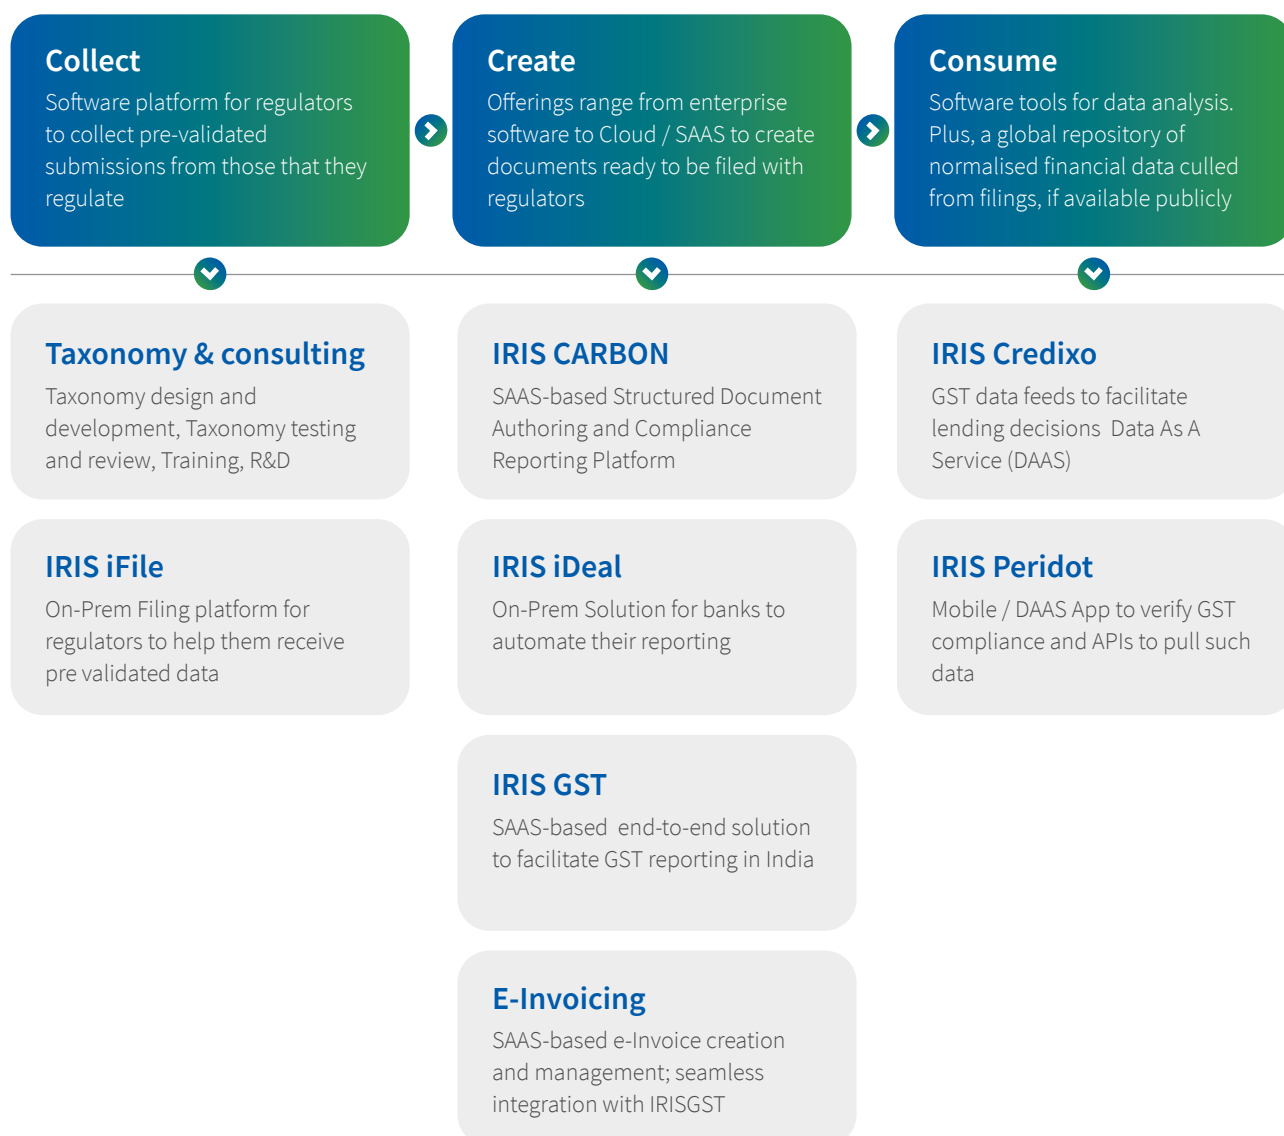 Collect
Software platform for regulators
to collect pre-validated
submissions from those that they
regulate
Create
Offerings range from enterprise
software to Cloud / SAAS to create
documents ready to be filed with
regulators
Consume
Software tools for data analysis.
Plus, a global repository of
normalised financial data culled
from filings, if available publicly
Taxonomy & consulting
Taxonomy design and
development, Taxonomy testing
and review, Training, R&D
IRIS iFile
On-Prem Filing platform for
regulators to help them receive
pre validated data
IRIS CARBON
SAAS-based Structured Document
Authoring and Compliance
Reporting Platform
IRIS iDeal
On-Prem Solution for banks to
automate their reporting
IRIS GST
SAAS-based end-to-end solution
to facilitate GST reporting in India
E-Invoicing
SAAS-based e-Invoice creation
and management; seamless
integration with IRISGST
IRIS Credixo
GST data feeds to facilitate
lending decisions Data As A
Service (DAAS)
IRIS Peridot
Mobile / DAAS App to verify GST
compliance and APIs to pull such
data